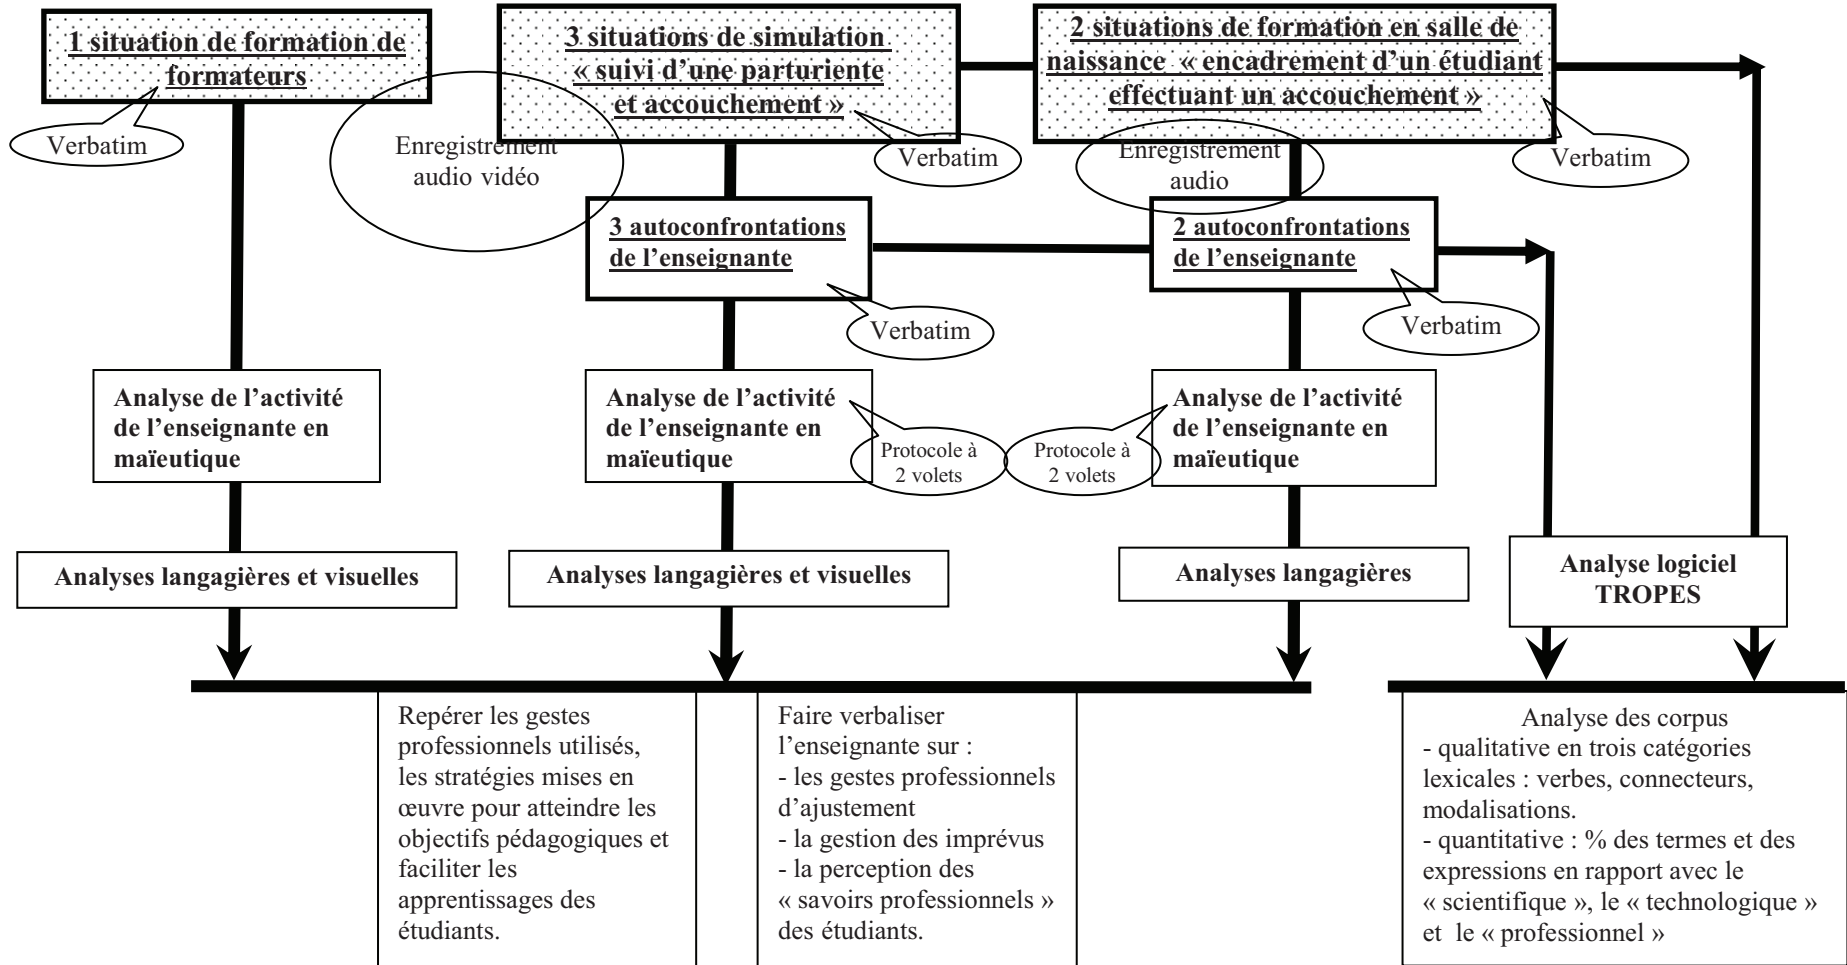 1 situation de formation de
formateurs
3 situations de simulation
« suivi d’une parturiente
et accouchement »
2 situations de formation en salle de
naissance « encadrement d’un étudiant
effectuant un accouchement »
Verbatim
Enregistrement
audio vidéo
Verbatim
Enregistrement
audio
Verbatim
3 autoconfrontations
de l’enseignante
2 autoconfrontations
de l’enseignante
Verbatim
Verbatim
Analyse de l’activité
de l’enseignante en
maïeutique
Analyse de l’activité
de l’enseignante en
maïeutique
Protocole à
2 volets
Protocole à
2 volets
Analyse de l’activité
de l’enseignante en
maïeutique
Analyses langagières et visuelles
Analyses langagières et visuelles
Analyses langagières
Analyse logiciel
TROPES
Repérer les gestes
professionnels utilisés,
les stratégies mises en
œuvre pour atteindre les
objectifs pédagogiques et
faciliter les
apprentissages des
étudiants.
Faire verbaliser
l’enseignante sur :
- les gestes professionnels
d’ajustement
- la gestion des imprévus
- la perception des
« savoirs professionnels »
des étudiants.
Analyse des corpus
- qualitative en trois catégories
lexicales : verbes, connecteurs,
modalisations.
- quantitative : % des termes et des
expressions en rapport avec le
« scientifique », le « technologique »
et le « professionnel »